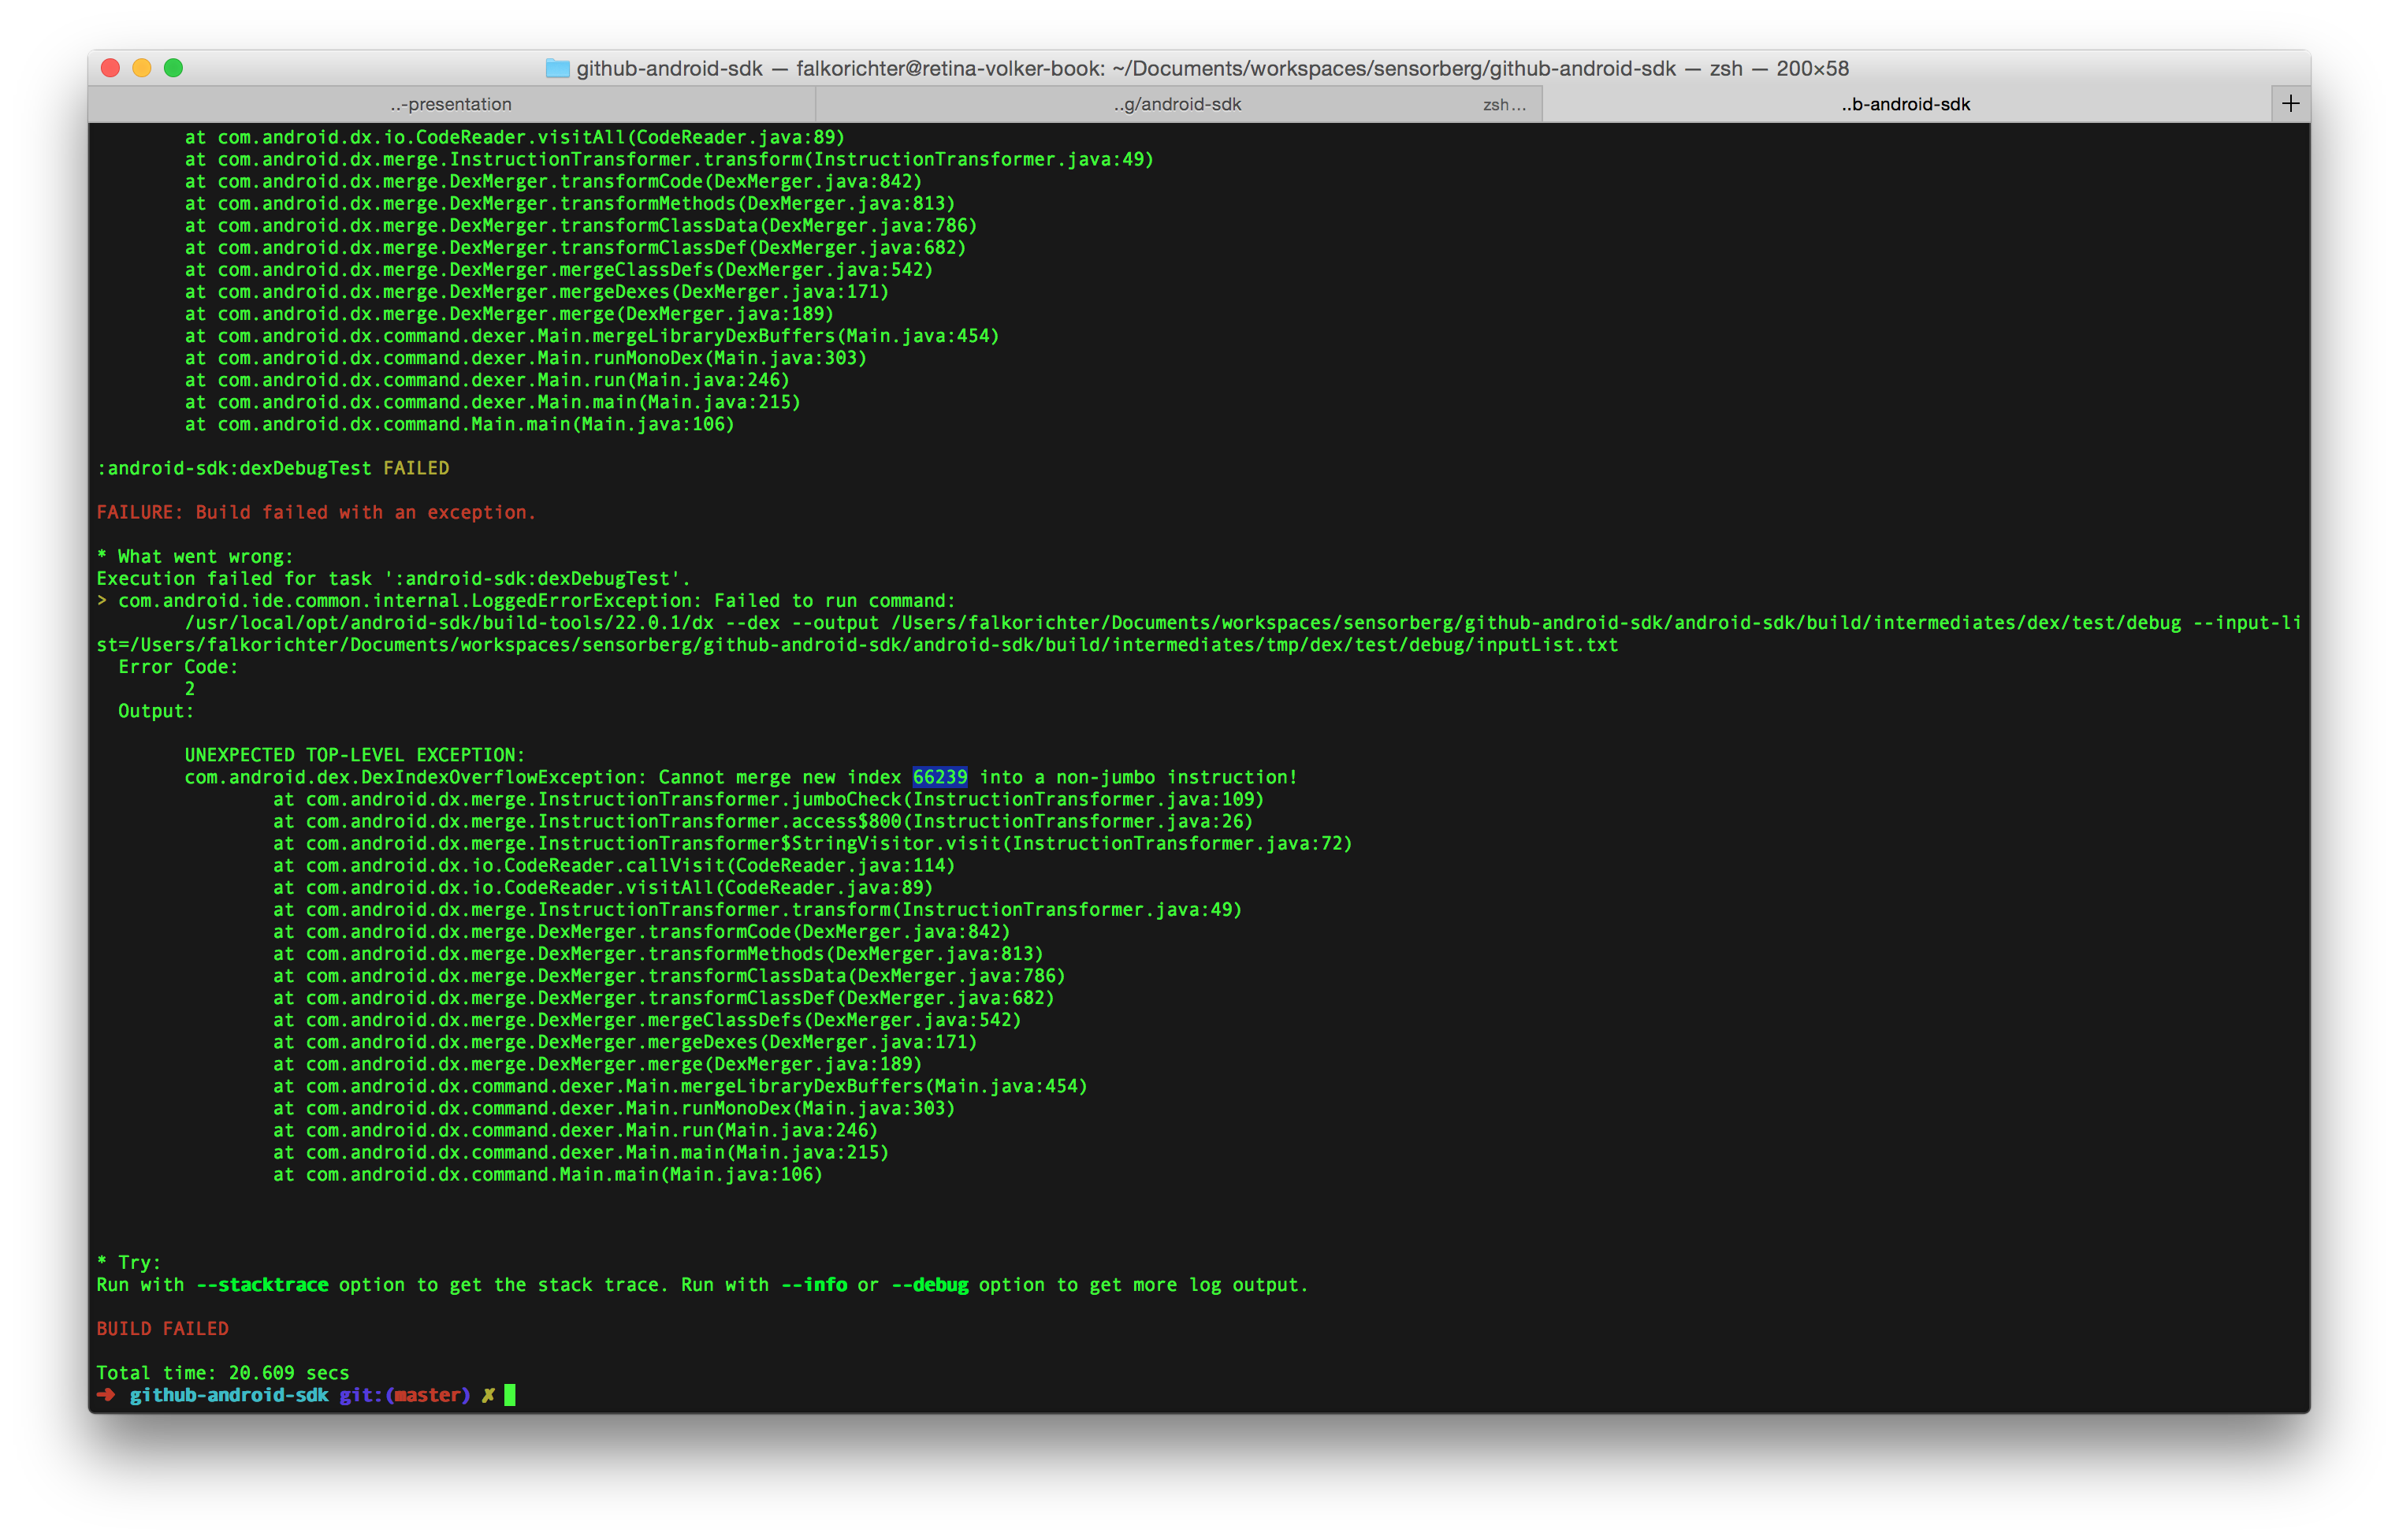 github-android-sdk — falkorichter@retina-volker-book: ~/Documents/workspaces/sensorberg/github-android-sdk — zsh — 200×58
..-presentation ..g/android-sdk zsh... ..b-android-sdk +
at com.android.dx.io.CodeReader.visitAll(CodeReader.java:89)
at com.android.dx.merge.InstructionTransformer.transform(InstructionTransformer.java:49)
at com.android.dx.merge.DexMerger.transformCode(DexMerger.java:842)
at com.android.dx.merge.DexMerger.transformMethods(DexMerger.java:813)
at com.android.dx.merge.DexMerger.transformClassData(DexMerger.java:786)
at com.android.dx.merge.DexMerger.transformClassDef(DexMerger.java:682)
at com.android.dx.merge.DexMerger.mergeClassDefs(DexMerger.java:542)
at com.android.dx.merge.DexMerger.mergeDexes(DexMerger.java:171)
at com.android.dx.merge.DexMerger.merge(DexMerger.java:189)
at com.android.dx.command.dexer.Main.mergeLibraryDexBuffers(Main.java:454)
at com.android.dx.command.dexer.Main.runMonoDex(Main.java:303)
at com.android.dx.command.dexer.Main.run(Main.java:246)
at com.android.dx.command.dexer.Main.main(Main.java:215)
at com.android.dx.command.Main.main(Main.java:106)
:android-sdk:dexDebugTest FAILED
FAILURE: Build failed with an exception.
* What went wrong:
Execution failed for task ':android-sdk:dexDebugTest'.
> com.android.ide.common.internal.LoggedErrorException: Failed to run command:
/usr/local/opt/android-sdk/build-tools/22.0.1/dx --dex --output /Users/falkorichter/Documents/workspaces/sensorberg/github-android-sdk/android-sdk/build/intermediates/dex/test/debug --input-li
st=/Users/falkorichter/Documents/workspaces/sensorberg/github-android-sdk/android-sdk/build/intermediates/tmp/dex/test/debug/inputList.txt
Error Code:
2
Output:
UNEXPECTED TOP-LEVEL EXCEPTION:
com.android.dex.DexIndexOverflowException: Cannot merge new index 66239 into a non-jumbo instruction!
at com.android.dx.merge.InstructionTransformer.jumboCheck(InstructionTransformer.java:109)
at com.android.dx.merge.InstructionTransformer.access$800(InstructionTransformer.java:26)
at com.android.dx.merge.InstructionTransformer$StringVisitor.visit(InstructionTransformer.java:72)
at com.android.dx.io.CodeReader.callVisit(CodeReader.java:114)
at com.android.dx.io.CodeReader.visitAll(CodeReader.java:89)
at com.android.dx.merge.InstructionTransformer.transform(InstructionTransformer.java:49)
at com.android.dx.merge.DexMerger.transformCode(DexMerger.java:842)
at com.android.dx.merge.DexMerger.transformMethods(DexMerger.java:813)
at com.android.dx.merge.DexMerger.transformClassData(DexMerger.java:786)
at com.android.dx.merge.DexMerger.transformClassDef(DexMerger.java:682)
at com.android.dx.merge.DexMerger.mergeClassDefs(DexMerger.java:542)
at com.android.dx.merge.DexMerger.mergeDexes(DexMerger.java:171)
at com.android.dx.merge.DexMerger.merge(DexMerger.java:189)
at com.android.dx.command.dexer.Main.mergeLibraryDexBuffers(Main.java:454)
at com.android.dx.command.dexer.Main.runMonoDex(Main.java:303)
at com.android.dx.command.dexer.Main.run(Main.java:246)
at com.android.dx.command.dexer.Main.main(Main.java:215)
at com.android.dx.command.Main.main(Main.java:106)
* Try:
Run with --stacktrace option to get the stack trace. Run with --info or --debug option to get more log output.
BUILD FAILED
Total time: 20.609 secs
➜ github-android-sdk git:(master) ✗